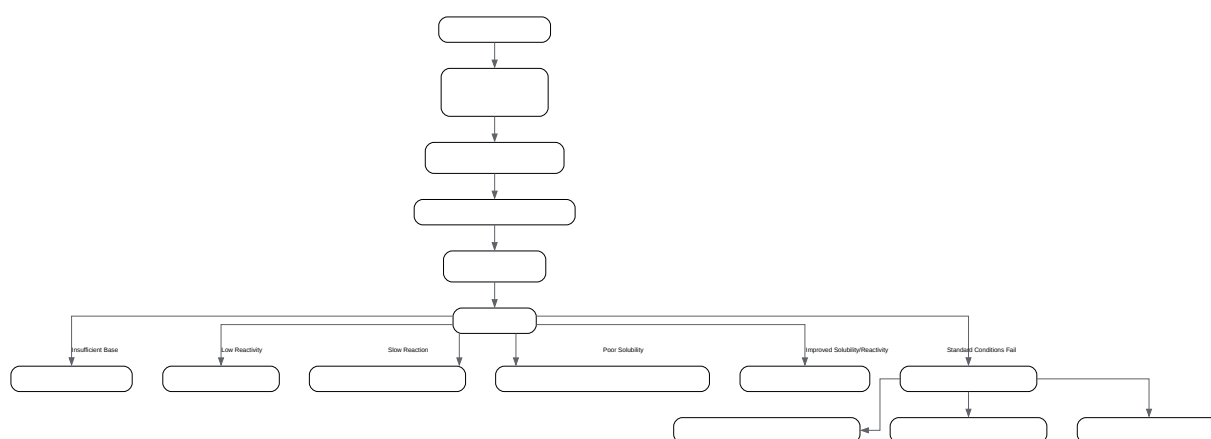 Insufficient Base
Low Reactivity
Slow Reaction
Poor Solubility
Improved Solubility/Reactivity
Standard Conditions Fail